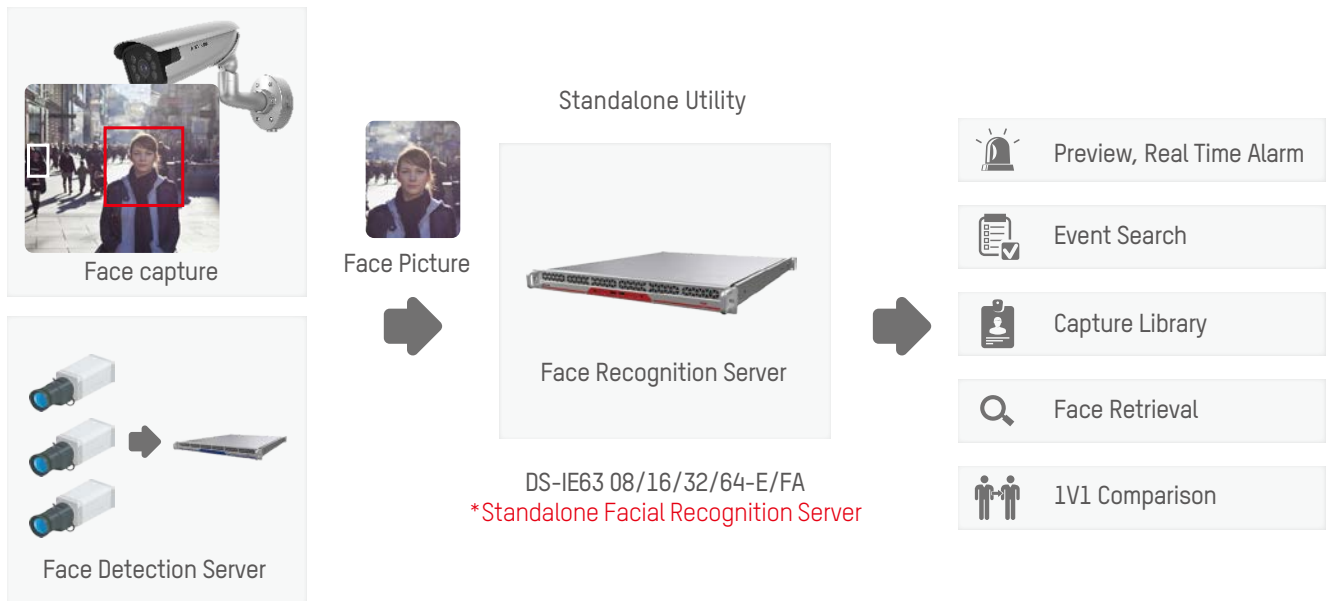 Face capture
Face Detection Server
Face Picture
Standalone Utility
Face Recognition Server
DS-IE63 08/16/32/64-E/FA
*Standalone Facial Recognition Server
Preview, Real Time Alarm
Event Search
Capture Library
Face Retrieval
1V1 Comparison